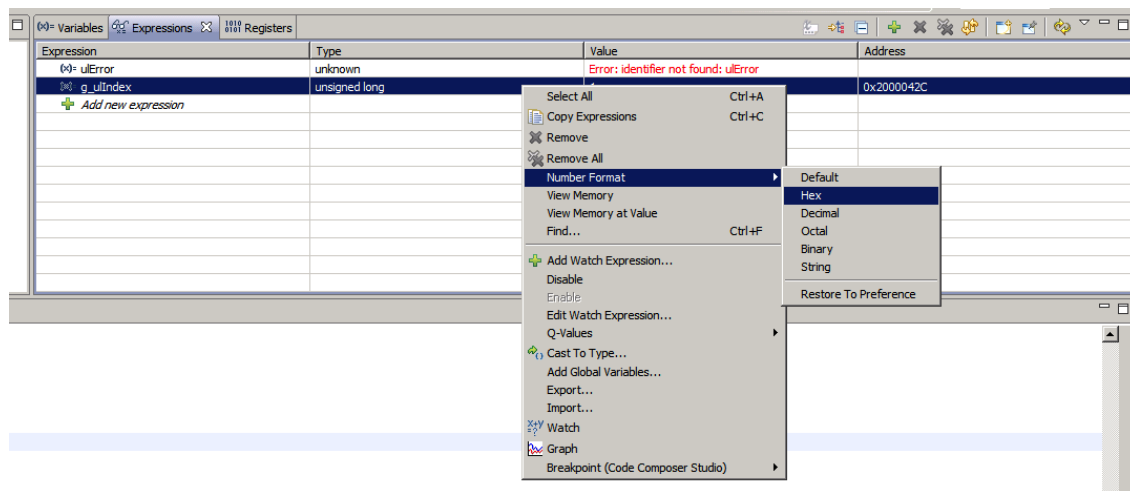 (x)= Variables Expressions 1010 0101 Registers
Expression Type Value Address
(x)= ulError unknown Error: identifier not found: ulError
g_ulIndex unsigned long 0x2000042C
Add new expression
Select All Ctrl+A
Copy Expressions Ctrl+C
Remove
Remove All
Number Format
View Memory
View Memory at Value
Find... Ctrl+F
Add Watch Expression...
Disable
Enable
Edit Watch Expression...
Q-Values
Cast To Type...
Add Global Variables...
Export...
Import...
X+Y =? Watch
Graph
Breakpoint (Code Composer Studio)
Default
Hex
Decimal
Octal
Binary
String
Restore To Preference